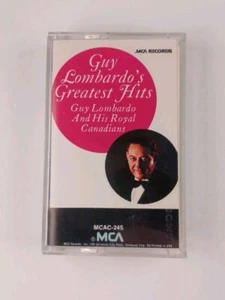 MCA RECORDS
Guy
Lombardo's
Greatest Hits
Guy Lombardo
And His Royal
Canadians
MCAC-245
MCA